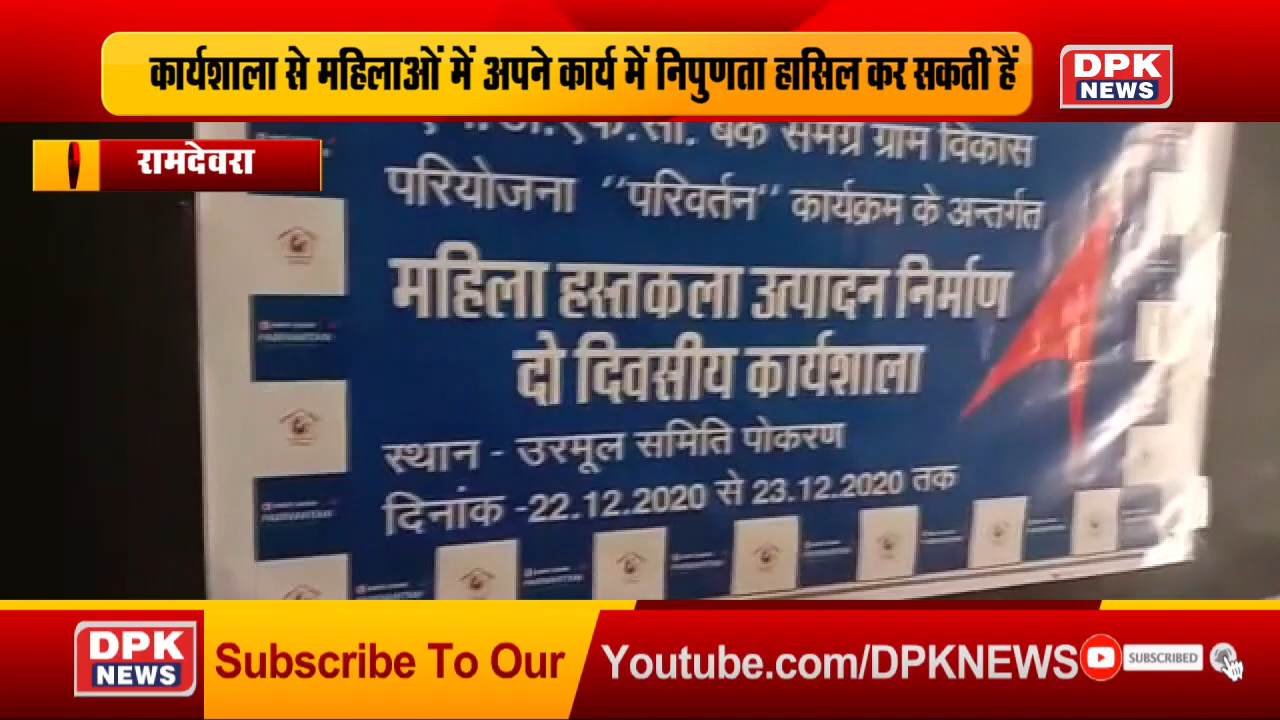 कार्यशाला से महिलाओं में अपने कार्य में निपुणता हासिल कर सकती हैं
DPK
NEWS
रामदेवरा
बैंक समग्र ग्राम विकास
परियोजना "परिवर्तन" कार्यक्रम के अन्तर्गत
महिला हस्तकला उत्पादन निर्माण
दो दिवसीय कार्यशाला
स्थान - उरमूल समिति पोकरण
दिनांक -22.12.2020 से 23.12.2020 तक
DPK
NEWS
Subscribe To Our
Youtube.com/DPKNEWS
SUBSCRIBED